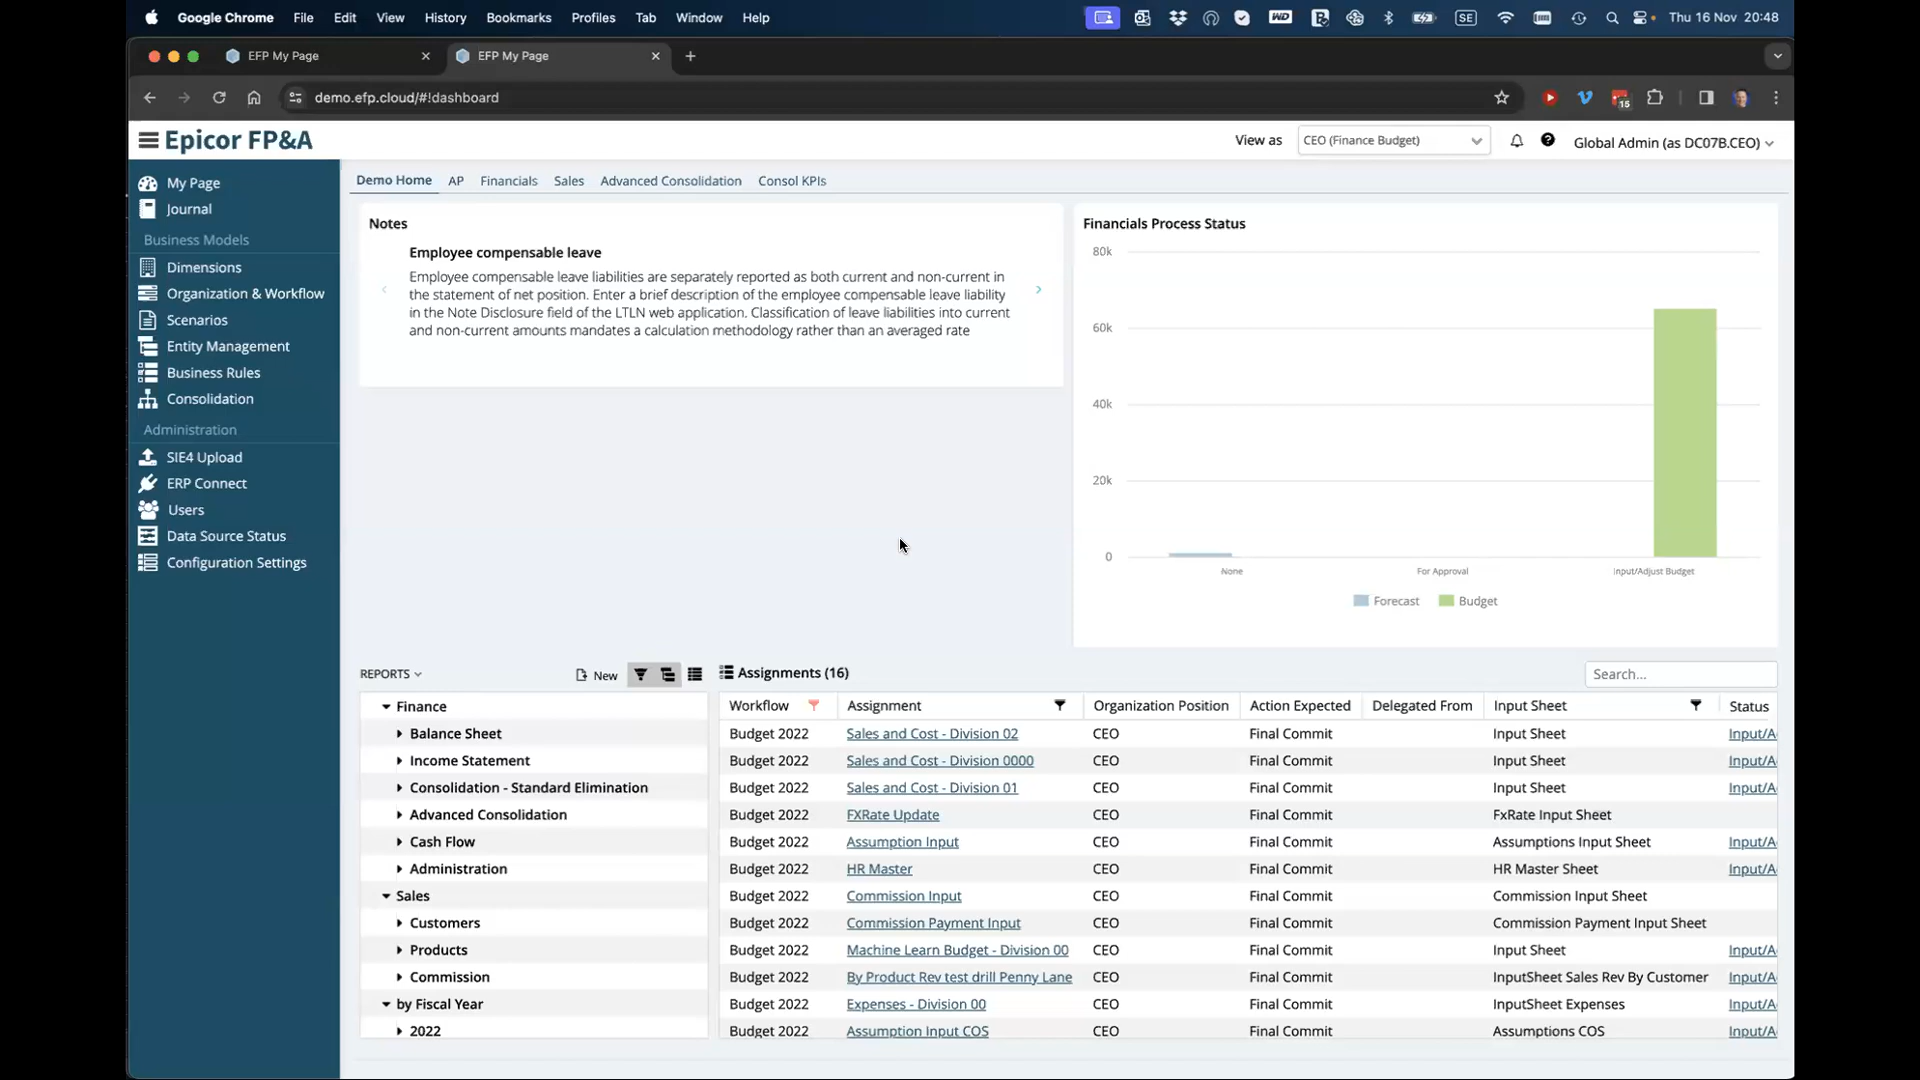 Google Chrome File Edit View History Bookmarks Profiles Tab Window Help WD SE Thu 16 Nov 20:48
EFP My Page EFP My Page
demo.efp.cloud/#!dashboard 15
Epicor FP&A View as CEO (Finance Budget) Global Admin (as DC07B.CEO)
My Page
Journal
Business Models
Dimensions
Organization & Workflow
Scenarios
Entity Management
Business Rules
Consolidation
Administration
SIE4 Upload
ERP Connect
Users
Data Source Status
Configuration Settings
Demo Home AP Financials Sales Advanced Consolidation Consol KPIs
Notes
Employee compensable leave
Employee compensable leave liabilities are separately reported as both current and non-current in
the statement of net position. Enter a brief description of the employee compensable leave liability
in the Note Disclosure field of the LTLN web application. Classification of leave liabilities into current
and non-current amounts mandates a calculation methodology rather than an averaged rate
Financials Process Status
80k
60k
40k
20k
0
None For Approval Input/Adjust Budget
Forecast Budget
REPORTS New
Finance
Balance Sheet
Income Statement
Consolidation - Standard Elimination
Advanced Consolidation
Cash Flow
Administration
Sales
Customers
Products
Commission
by Fiscal Year
2022
Assignments (16) Search...
Workflow Assignment Organization Position Action Expected Delegated From Input Sheet Status
Budget 2022 Sales and Cost - Division 02 CEO Final Commit Input Sheet Input/A
Budget 2022 Sales and Cost - Division 0000 CEO Final Commit Input Sheet Input/A
Budget 2022 Sales and Cost - Division 01 CEO Final Commit Input Sheet Input/A
Budget 2022 FXRate Update CEO Final Commit FxRate Input Sheet
Budget 2022 Assumption Input CEO Final Commit Assumptions Input Sheet Input/A
Budget 2022 HR Master CEO Final Commit HR Master Sheet Input/A
Budget 2022 Commission Input CEO Final Commit Commission Input Sheet
Budget 2022 Commission Payment Input CEO Final Commit Commission Payment Input Sheet
Budget 2022 Machine Learn Budget - Division 00 CEO Final Commit Input Sheet Input/A
Budget 2022 By Product Rev test drill Penny Lane CEO Final Commit InputSheet Sales Rev By Customer Input/A
Budget 2022 Expenses - Division 00 CEO Final Commit InputSheet Expenses Input/A
Budget 2022 Assumption Input COS CEO Final Commit Assumptions COS Input/A